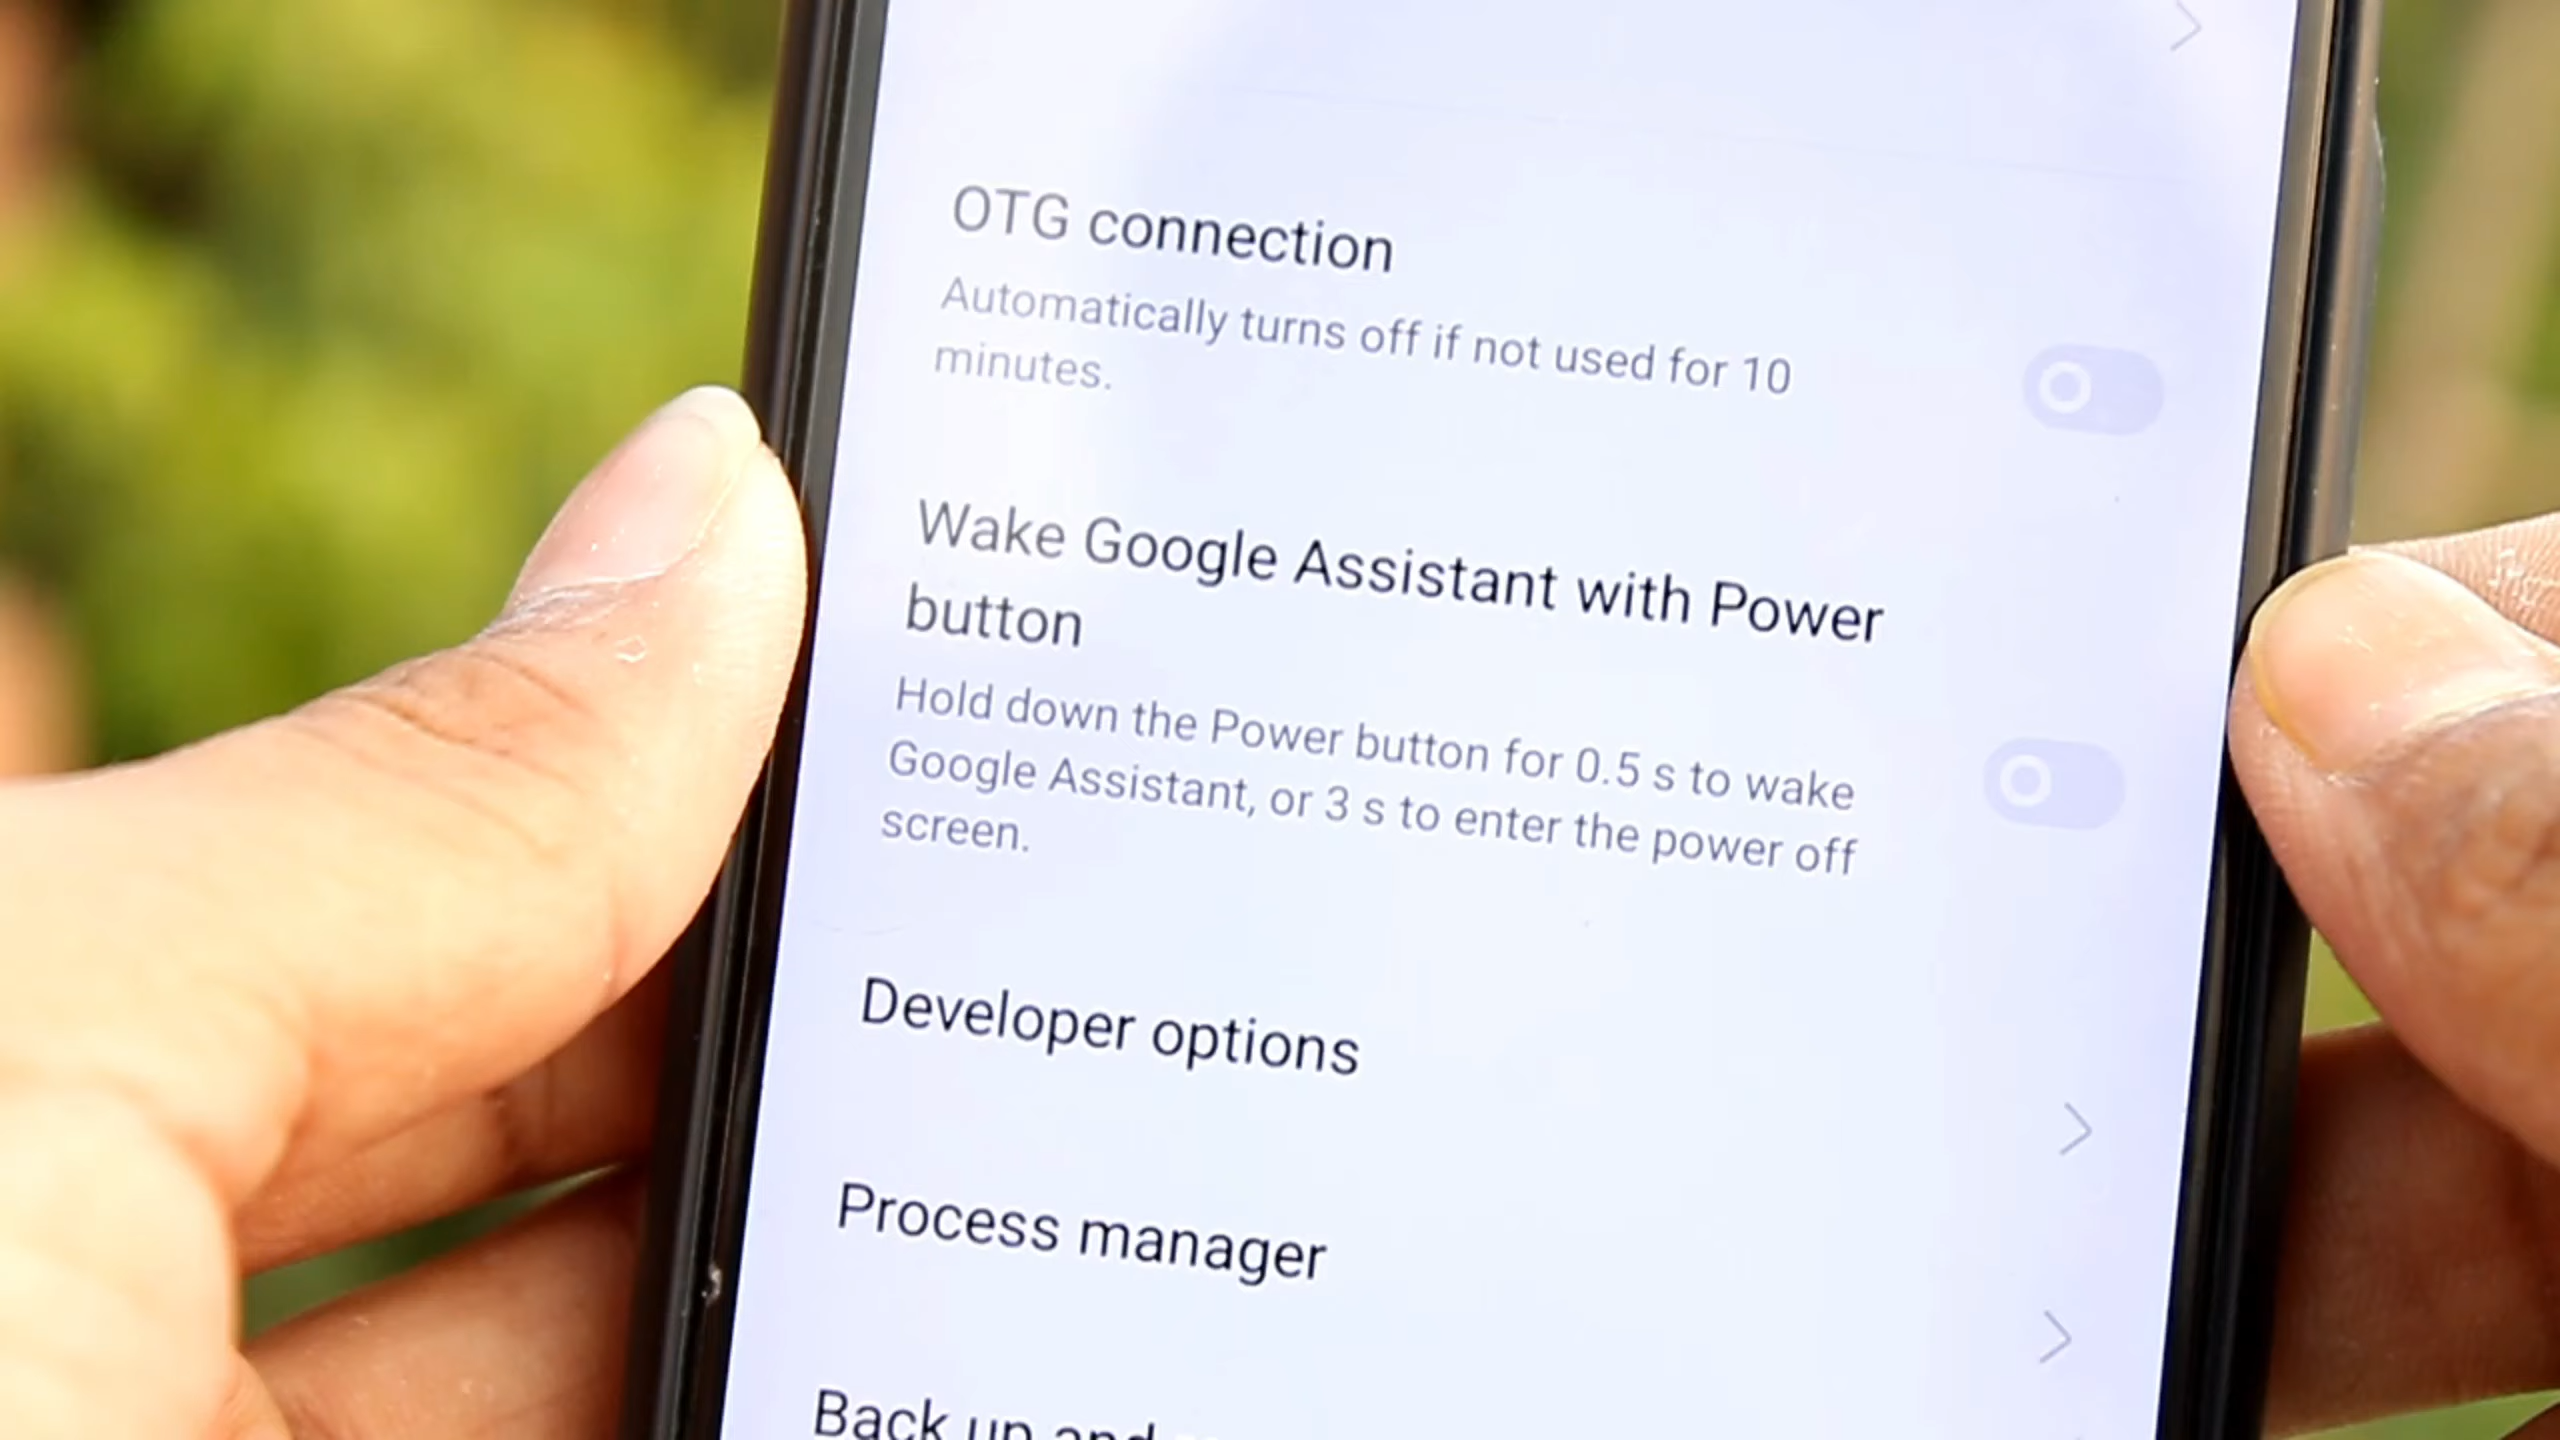 OTG connection
Automatically turns off if not used for 10
minutes.
Wake Google Assistant with Power
button
Hold down the Power button for 0.5 s to wake
Google Assistant, or 3 s to enter the power off
screen.
Developer options
Process manager
Back up and